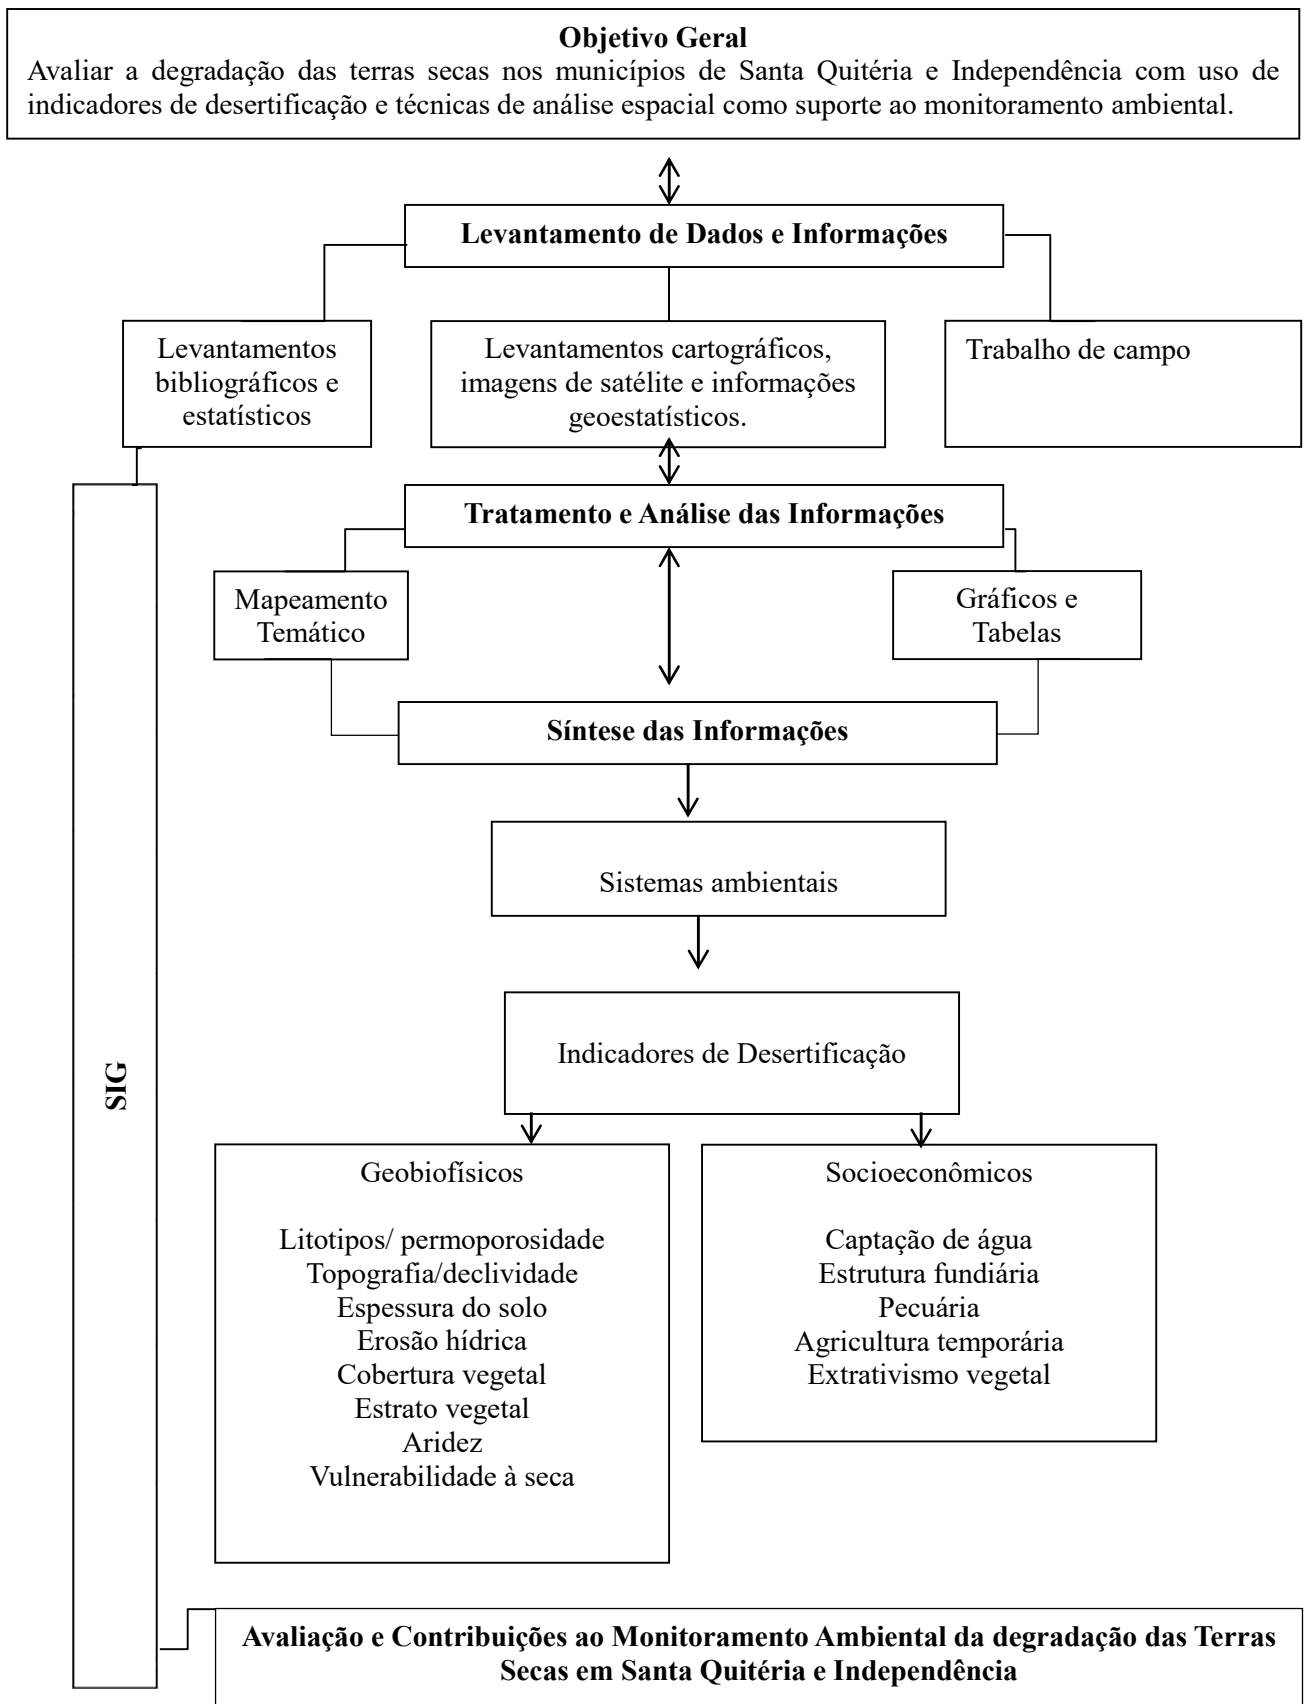 Objetivo Geral
Avaliar a degradação das terras secas nos municípios de Santa Quitéria e Independência com uso de
indicadores de desertificação e técnicas de análise espacial como suporte ao monitoramento ambiental.
Levantamento de Dados e Informações
Levantamentos
bibliográficos e
estatísticos
Levantamentos cartográficos,
imagens de satélite e informações
geoestatísticos.
Trabalho de campo
Tratamento e Análise das Informações
Mapeamento
Temático
Gráficos e
Tabelas
Síntese das Informações
Sistemas ambientais
Indicadores de Desertificação
SIG
Geobiofísicos
Litotipos/ permoporosidade
Topografia/declividade
Espessura do solo
Erosão hídrica
Cobertura vegetal
Estrato vegetal
Aridez
Vulnerabilidade à seca
Socioeconômicos
Captação de água
Estrutura fundiária
Pecuária
Agricultura temporária
Extrativismo vegetal
Avaliação e Contribuições ao Monitoramento Ambiental da degradação das Terras
Secas em Santa Quitéria e Independência